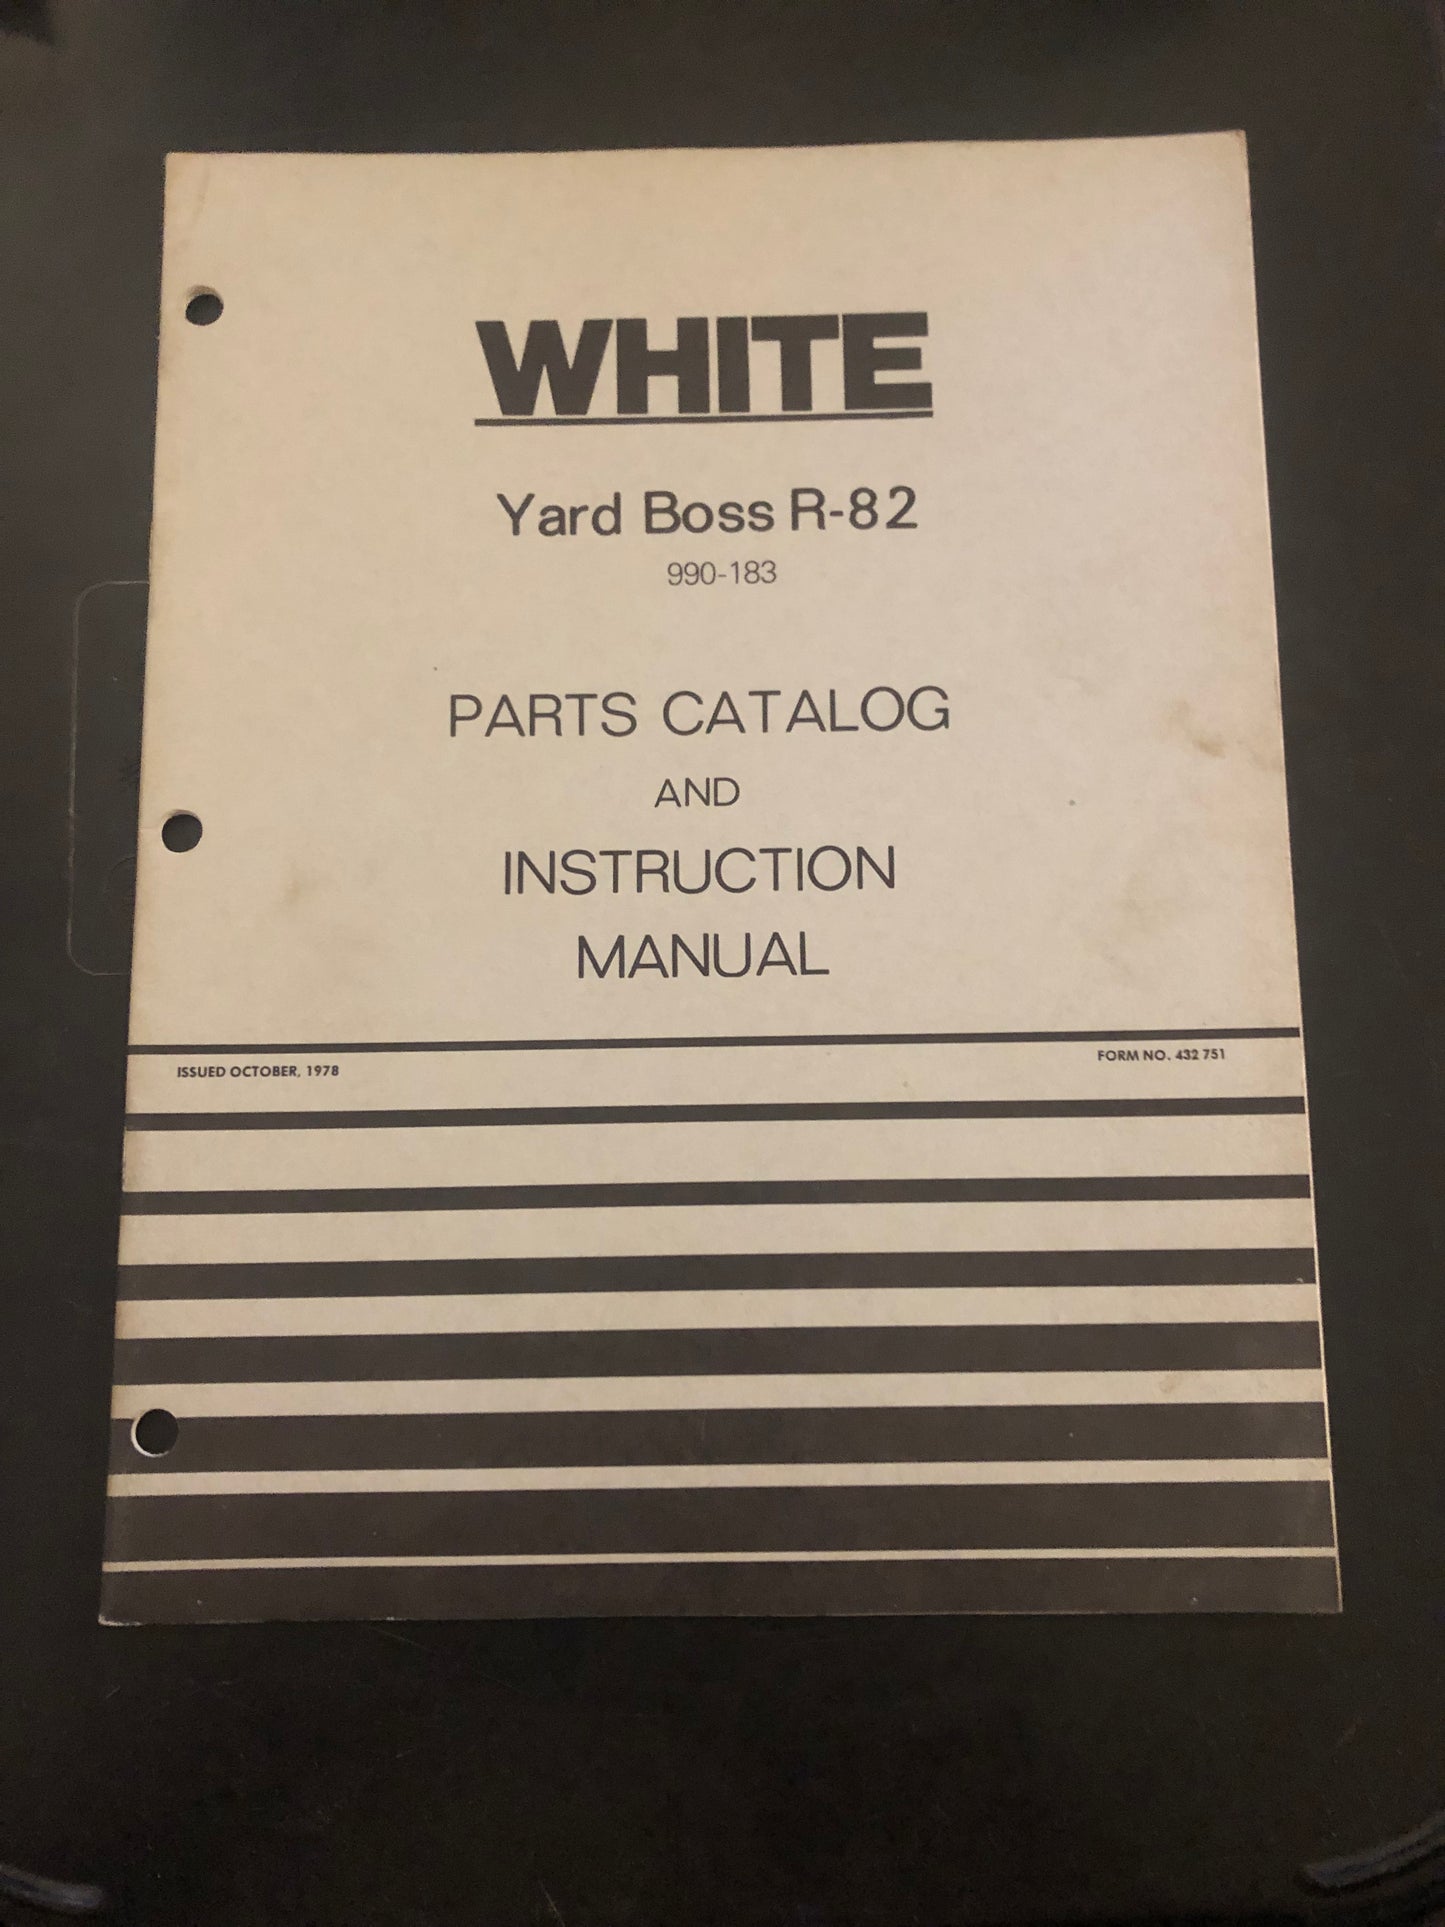 WHITE
Yard Boss R-82
990-183
PARTS CATALOG
AND
INSTRUCTION
MANUAL
ISSUED OCTOBER, 1978
FORM NO. 432 751